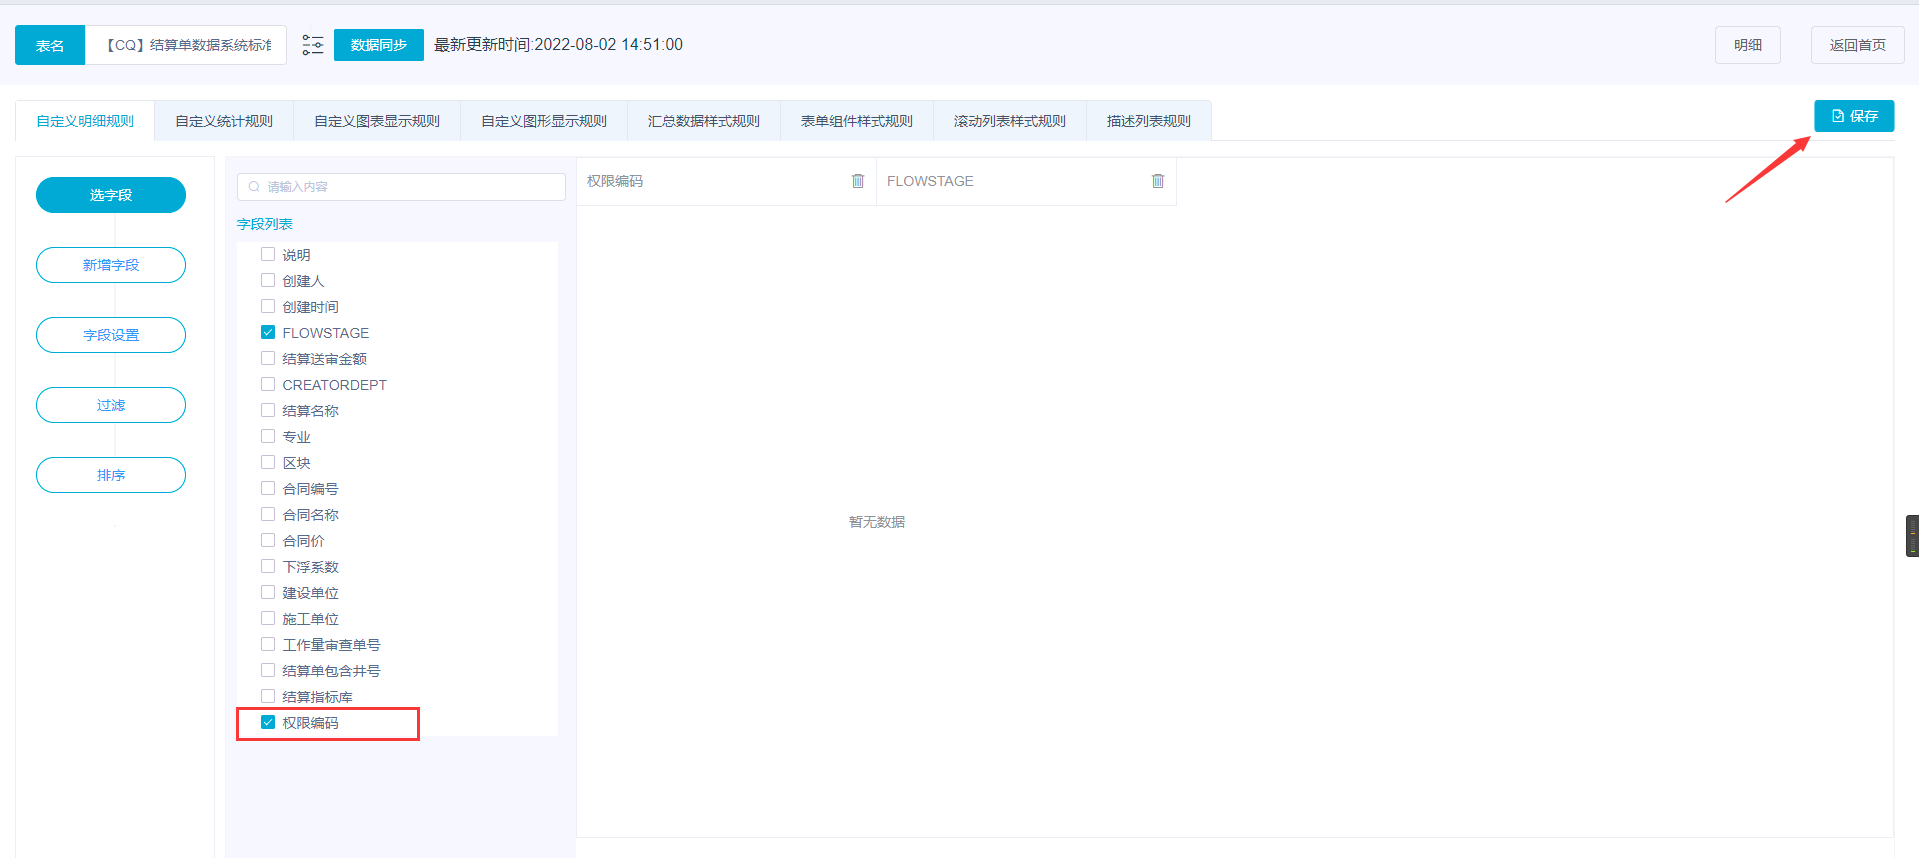 表名
【CQ】结算单数据系统标准
数据同步
最新更新时间:2022-08-02 14:51:00
明细
返回首页
自定义明细规则
自定义统计规则
自定义图表显示规则
自定义图形显示规则
汇总数据样式规则
表单组件样式规则
滚动列表样式规则
描述列表规则
保存
选字段
新增字段
字段设置
过滤
排序
请输入内容
字段列表
说明
创建人
创建时间
FLOWSTAGE
结算送审金额
CREATORDEPT
结算名称
专业
区块
合同编号
合同名称
合同价
下浮系数
建设单位
施工单位
工作量审查单号
结算单包含井号
结算指标库
权限编码
权限编码
FLOWSTAGE
暂无数据